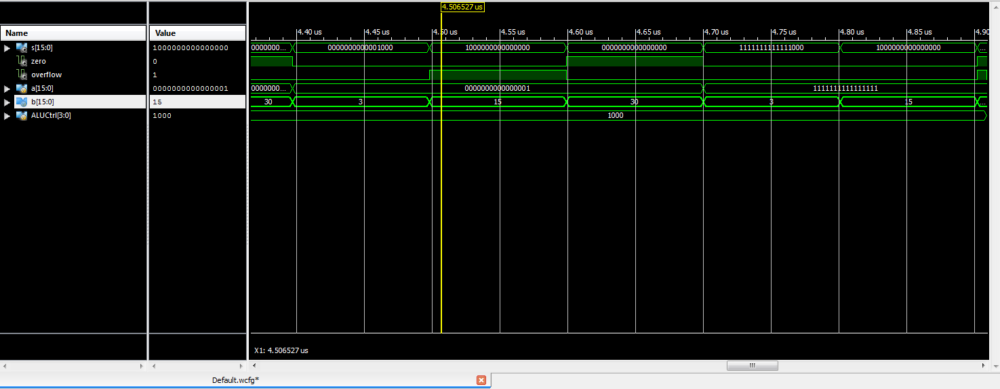 4.506527 us
Name Value 4.40 us 4.45 us 4.50 us 4.55 us 4.60 us 4.65 us 4.70 us 4.75 us 4.80 us 4.85 us 4.90
s[15:0] 1000000000000000 0000000... 0000000000001000 1000000000000000 0000000000000000 1111111111111000 1000000000000000 ...
zero 0
overflow 1
a[15:0] 0000000000000001 0000000... 0000000000000001 1111111111111111
b[15:0] 15 30 3 15 30 3 15 ...
ALUCtrl[3:0] 1000 1000
X1: 4.506527 us
Default.wcfg*